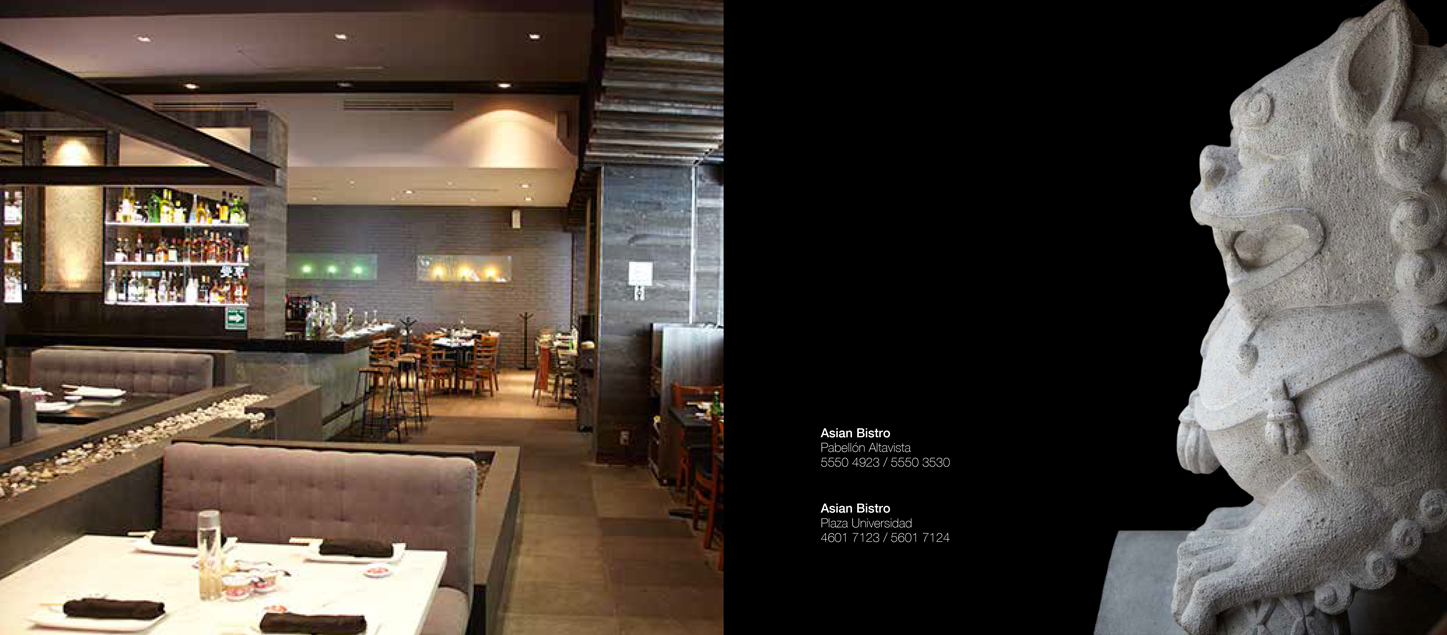 Asian Bistro
Pabellón Altavista
5550 4923 / 5550 3530
Asian Bistro
Plaza Universidad
4601 7123 / 5601 7124